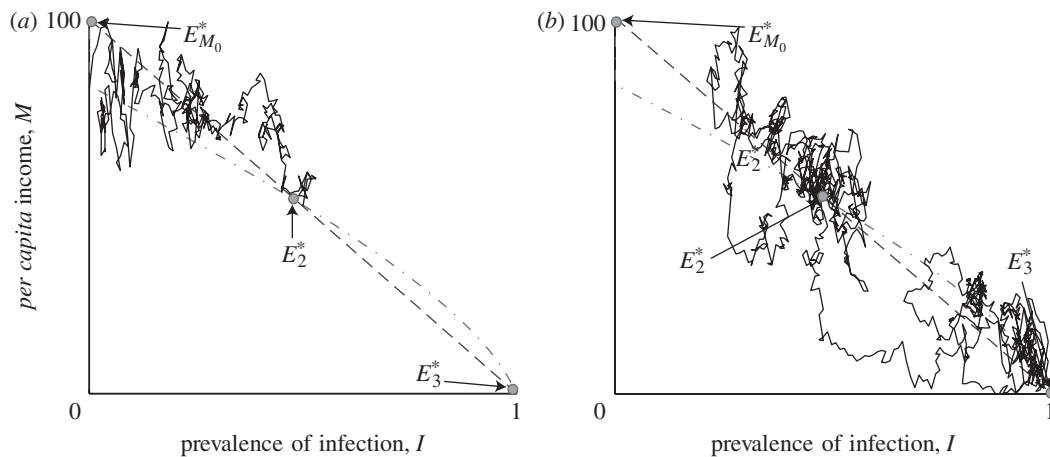 (a) 100
E*M0
per capita income, M
E*2
E*3
0
1
prevalence of infection, I
(b) 100
E*M0
E*2
E*2
E*3
0
1
prevalence of infection, I